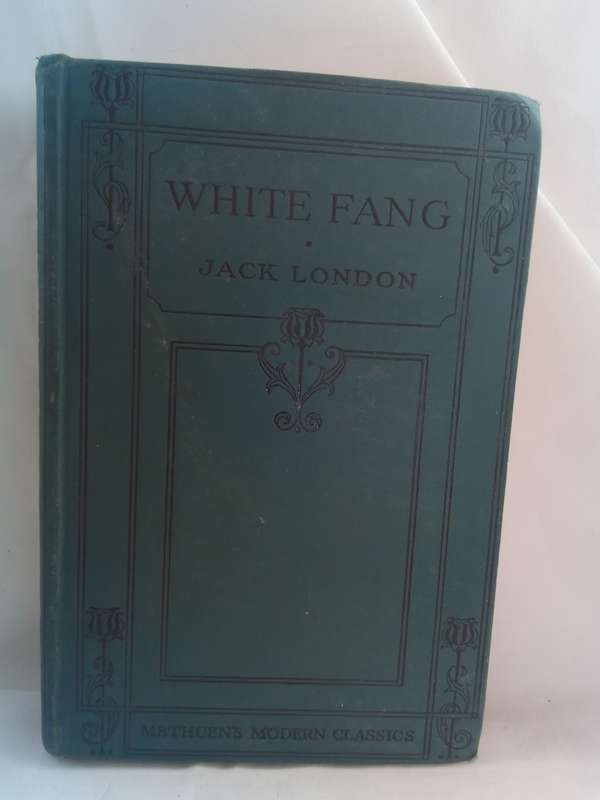 WHITE FANG
JACK LONDON
METHUEN'S MODERN CLASSICS